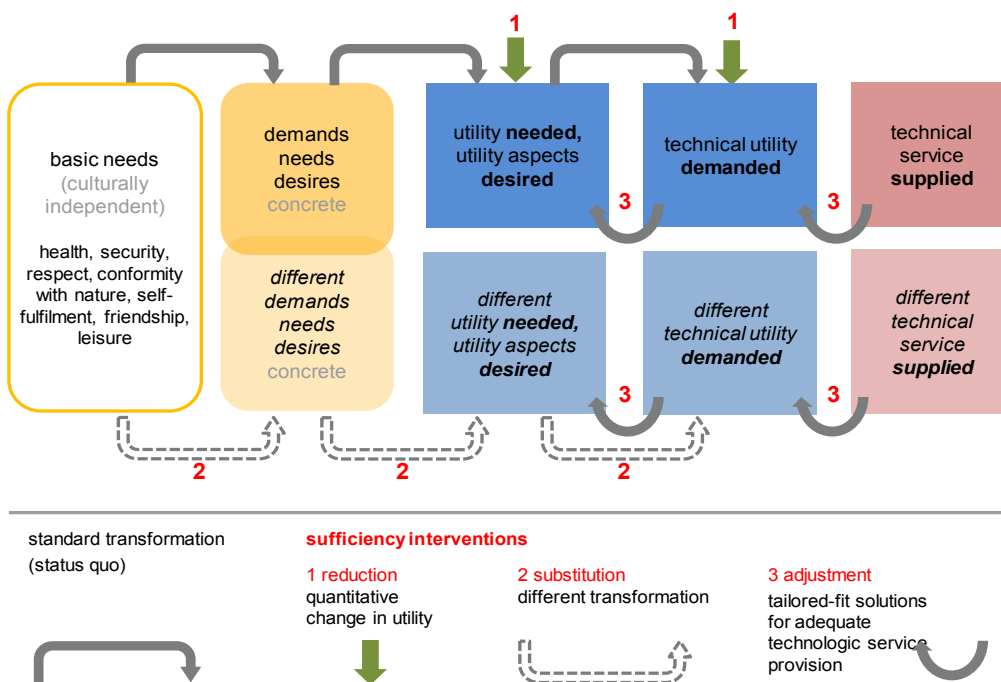 1
1
basic needs
(culturally
independent)
health, security,
respect, conformity
with nature, self-
fulfilment, friendship,
leisure
demands
needs
desires
concrete
utility needed,
utility aspects
desired
technical utility
demanded
technical
service
supplied
3
3
different
demands
needs
desires
concrete
different
utility needed,
utility aspects
desired
different
technical utility
demanded
different
technical
service
supplied
3
3
2
2
2
standard transformation
(status quo)
sufficiency interventions
1 reduction
quantitative
change in utility
2 substitution
different transformation
3 adjustment
tailored-fit solutions
for adequate
technologic service
provision